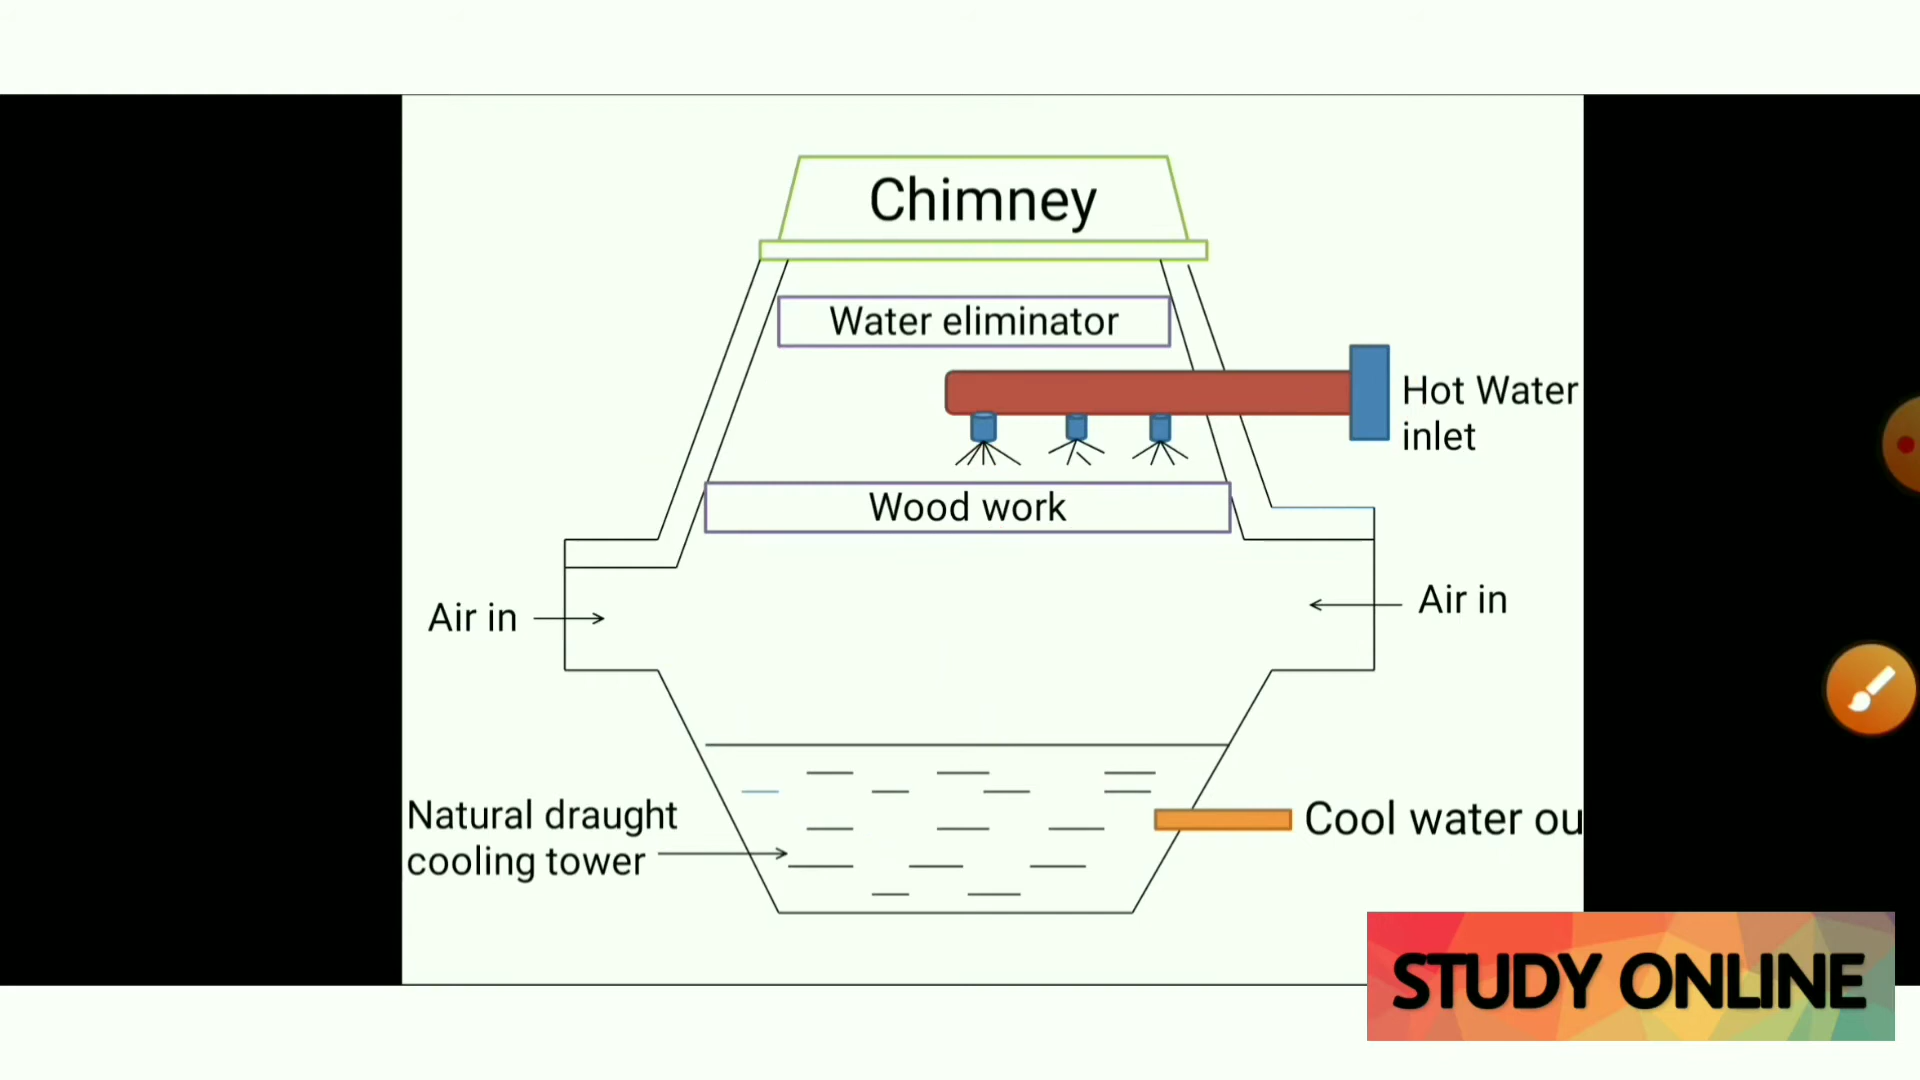 Chimney
Water eliminator
Hot Water
inlet
Wood work
Air in
Air in
Natural draught
cooling tower
Cool water ou
STUDY ONLINE